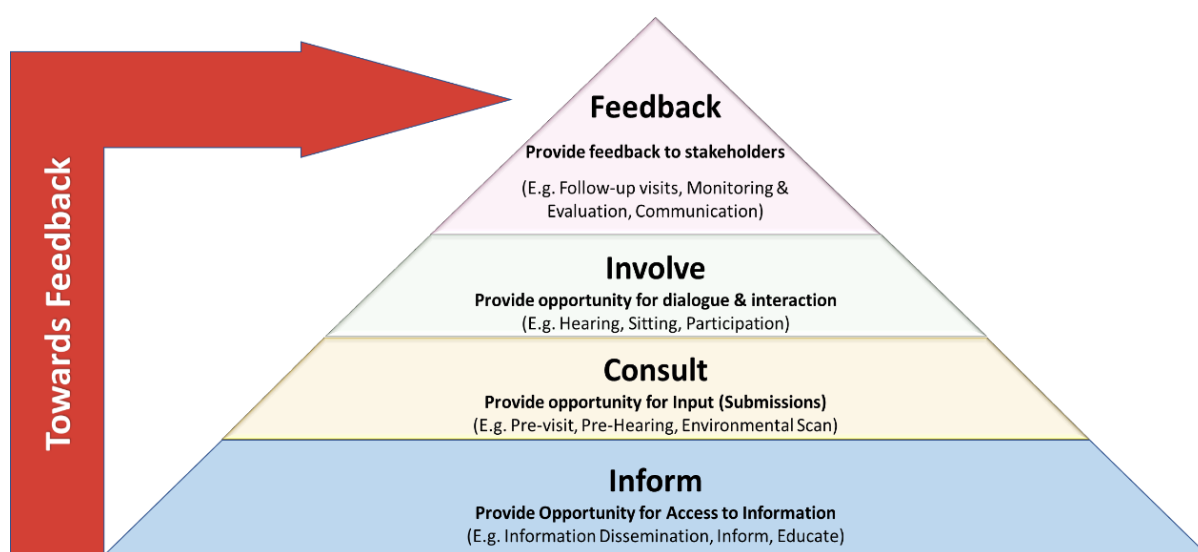 Towards Feedback
Feedback
Provide feedback to stakeholders
(E.g. Follow-up visits, Monitoring &
Evaluation, Communication)
Involve
Provide opportunity for dialogue & interaction
(E.g. Hearing, Sitting, Participation)
Consult
Provide opportunity for Input (Submissions)
(E.g. Pre-visit, Pre-Hearing, Environmental Scan)
Inform
Provide Opportunity for Access to Information
(E.g. Information Dissemination, Inform, Educate)